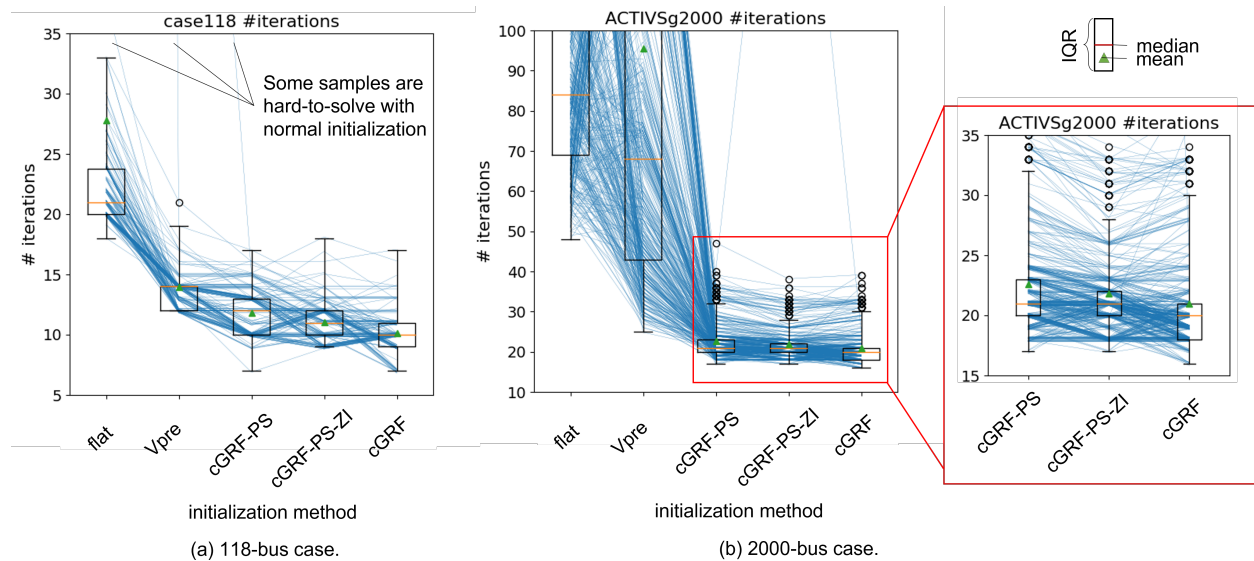 case118 #iterations
35
30
25
20
15
10
5
# iterations
Some samples are
hard-to-solve with
normal initialization
flat
Vpre
cGRF-PS
cGRF-PS-ZI
cGRF
initialization method
(a) 118-bus case.
ACTIVSg2000 #iterations
100
90
80
70
60
50
40
30
20
10
# iterations
flat
Vpre
cGRF-PS
cGRF-PS-ZI
cGRF
initialization method
(b) 2000-bus case.
IQR
median
mean
ACTIVSg2000 #iterations
35
30
25
20
15
cGRF-PS
cGRF-PS-ZI
cGRF